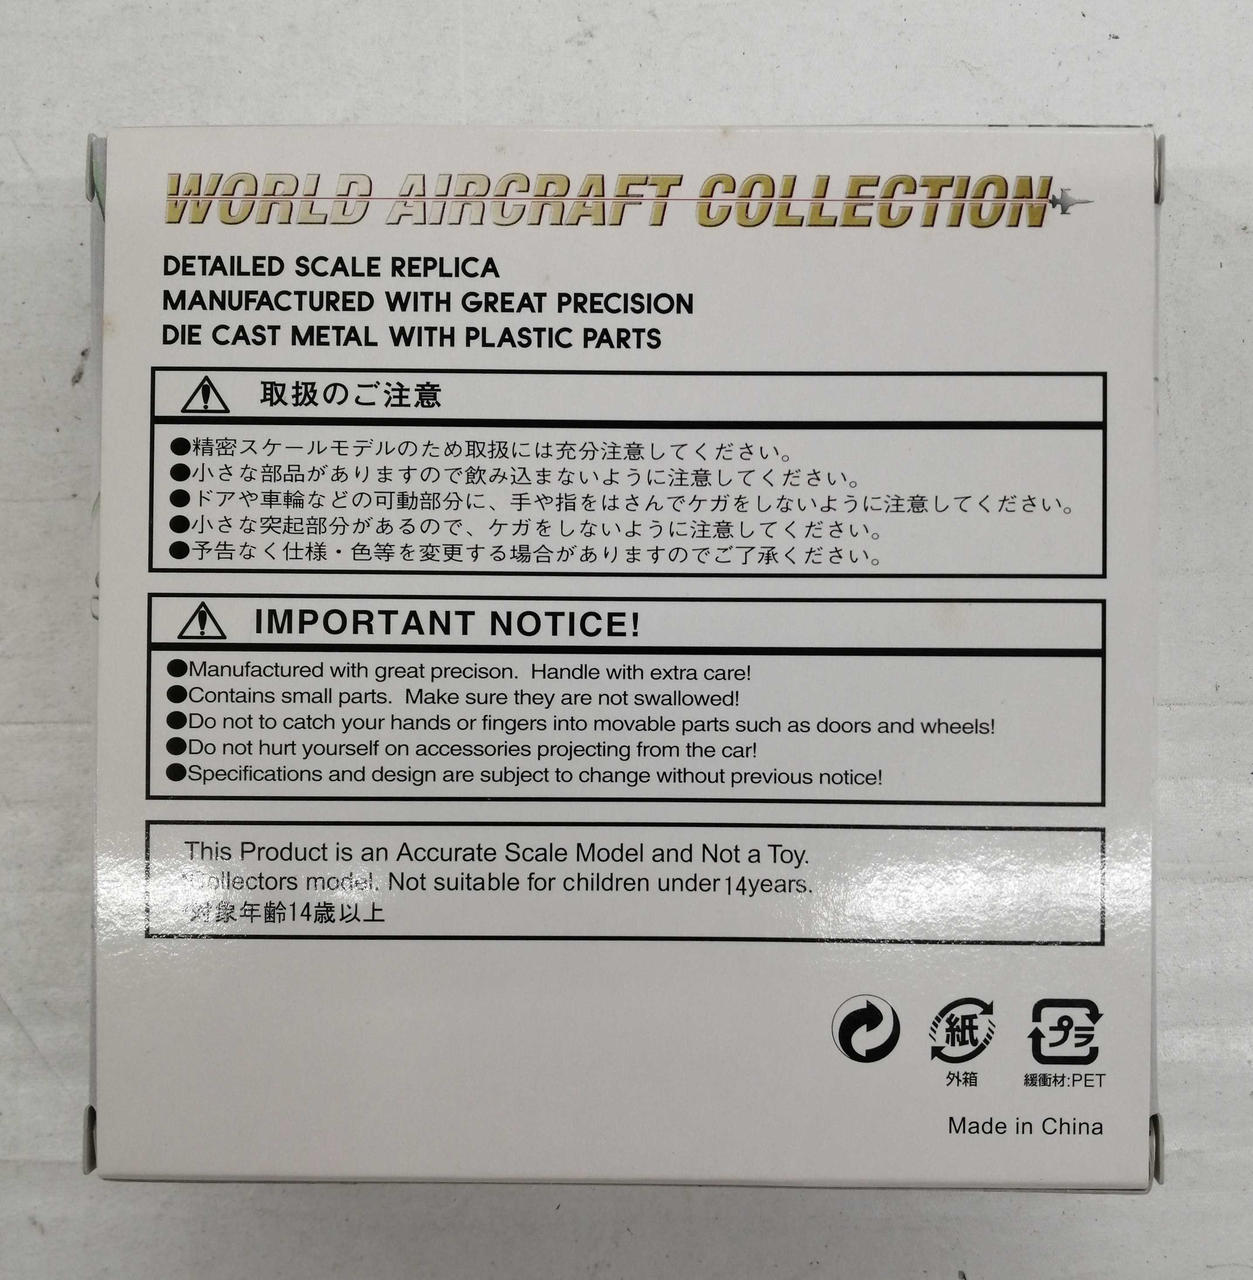 WORLD AIRCRAFT COLLECTION
DETAILED SCALE REPLICA
MANUFACTURED WITH GREAT PRECISION
DIE CAST METAL WITH PLASTIC PARTS
取扱のご注意
●精密スケールモデルのため取扱には充分注意してください。
●小さな部品がありますので飲み込まないように注意してください。
●ドアや車輪などの可動部分に、手や指をはさんでケガをしないように注意してください。
●小さな突起部分があるので、ケガをしないように注意してください。
●予告なく仕様・色等を変更する場合がありますのでご了承ください。
IMPORTANT NOTICE!
●Manufactured with great precison. Handle with extra care!
●Contains small parts. Make sure they are not swallowed!
●Do not to catch your hands or fingers into movable parts such as doors and wheels!
●Do not hurt yourself on accessories projecting from the car!
●Specifications and design are subject to change without previous notice!
This Product is an Accurate Scale Model and Not a Toy.
*Collectors model. Not suitable for children under 14years.
*対象年齢14歳以上
紙
プラ
外箱
緩衝材:PET
Made in China